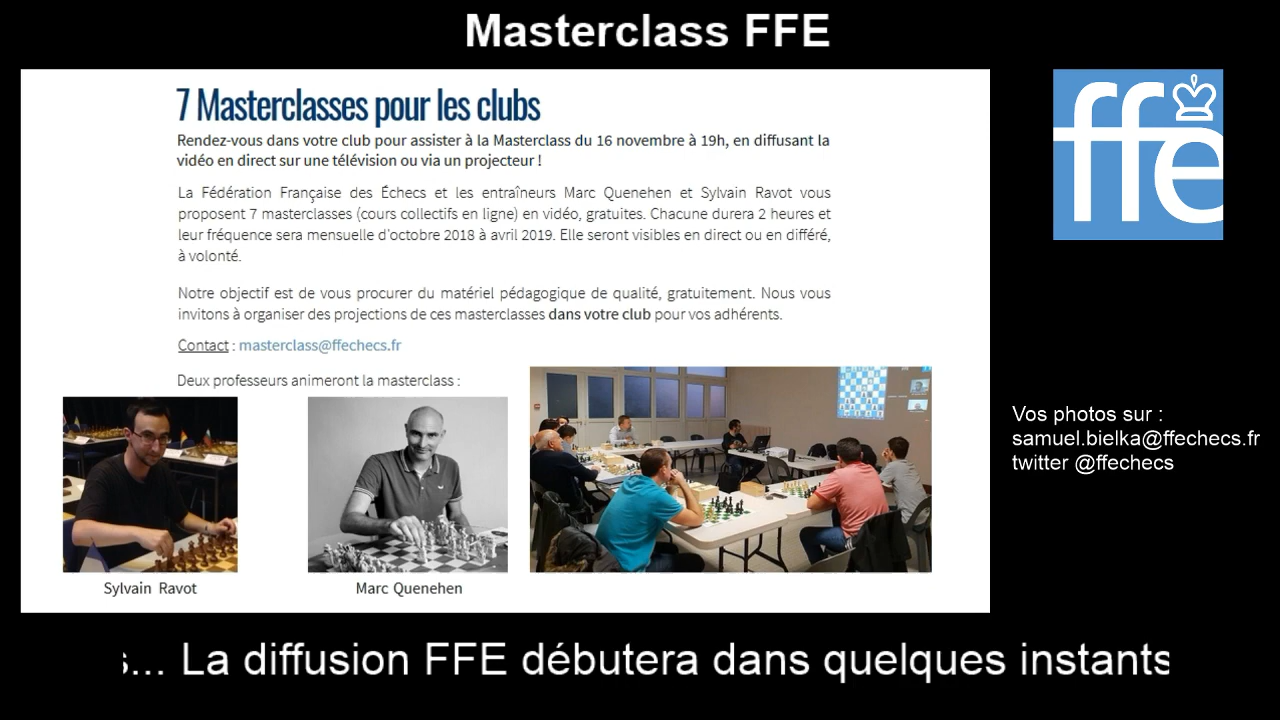 Masterclass FFE
7 Masterclasses pour les clubs
Rendez-vous dans votre club pour assister à la Masterclass du 16 novembre à 19h, en diffusant la
vidéo en direct sur une télévision ou via un projecteur !
La Fédération Française des Échecs et les entraîneurs Marc Quenehen et Sylvain Ravot vous
proposent 7 masterclasses (cours collectifs en ligne) en vidéo, gratuites. Chacune durera 2 heures et
leur fréquence sera mensuelle d'octobre 2018 à avril 2019. Elle seront visibles en direct ou en différé,
à volonté.
Notre objectif est de vous procurer du matériel pédagogique de qualité, gratuitement. Nous vous
invitons à organiser des projections de ces masterclasses dans votre club pour vos adhérents.
Contact : masterclass@ffechecs.fr
Deux professeurs animeront la masterclass :
Sylvain Ravot
Marc Quenehen
ffe
Vos photos sur :
samuel.bielka@ffechecs.fr
twitter @ffechecs
s... La diffusion FFE débutera dans quelques instants